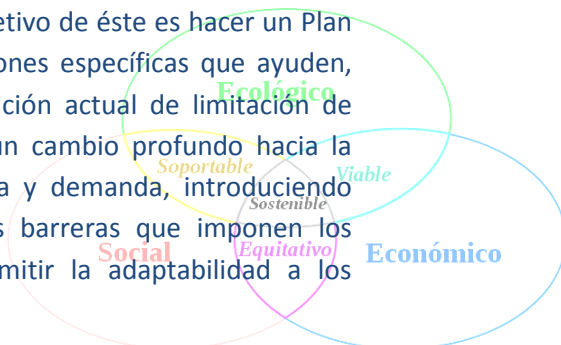 etivo de éste es hacer un Plan
ones específicas que ayuden,
Ecológico
ción actual de limitación de
un cambio profundo hacia la
Soportable
Viable
a y demanda, introduciendo
Sostenible
s barreras que imponen los
Social
Equitativo
Económico
mitir la adaptabilidad a los